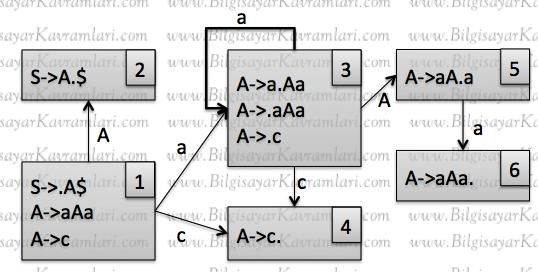 www.BilgisayarKavramlari.com
a
S->A.$ 2
A->a.Aa 3
A->.aAa
A->.c
A->aA.a 5
A
A
a
a
S->.A$ 1
A->aAa
A->c
c
c
A->c. 4
A->aAa. 6